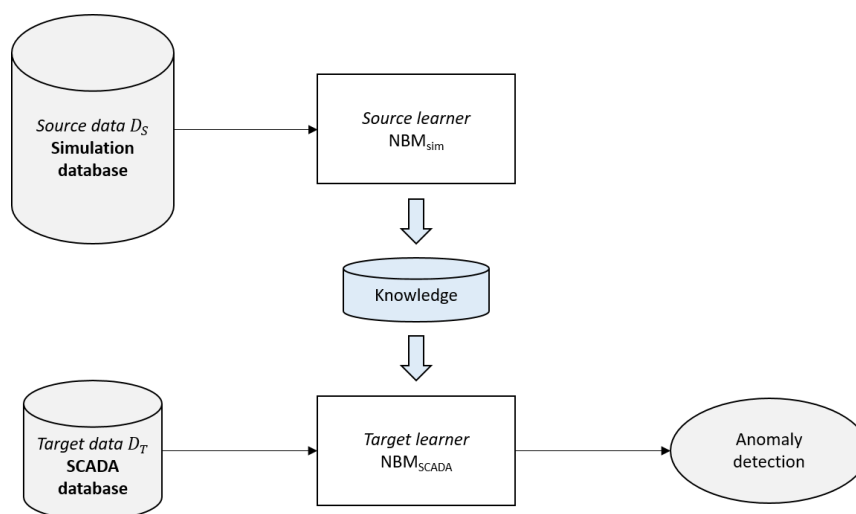 Source data D_S
Simulation
database
Source learner
NBM_sim
Knowledge
Target data D_T
SCADA
database
Target learner
NBM_SCADA
Anomaly
detection